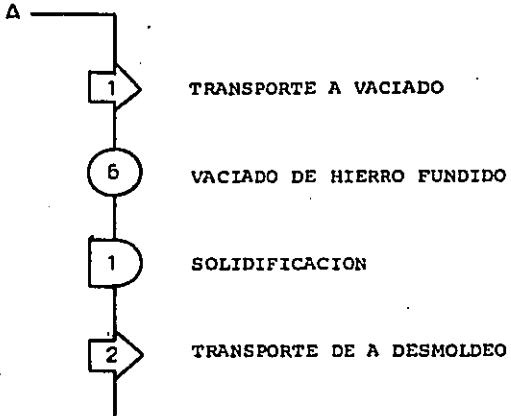 A
1 TRANSPORTE A VACIADO
6 VACIADO DE HIERRO FUNDIDO
1 SOLIDIFICACION
2 TRANSPORTE DE A DESMOLDEO